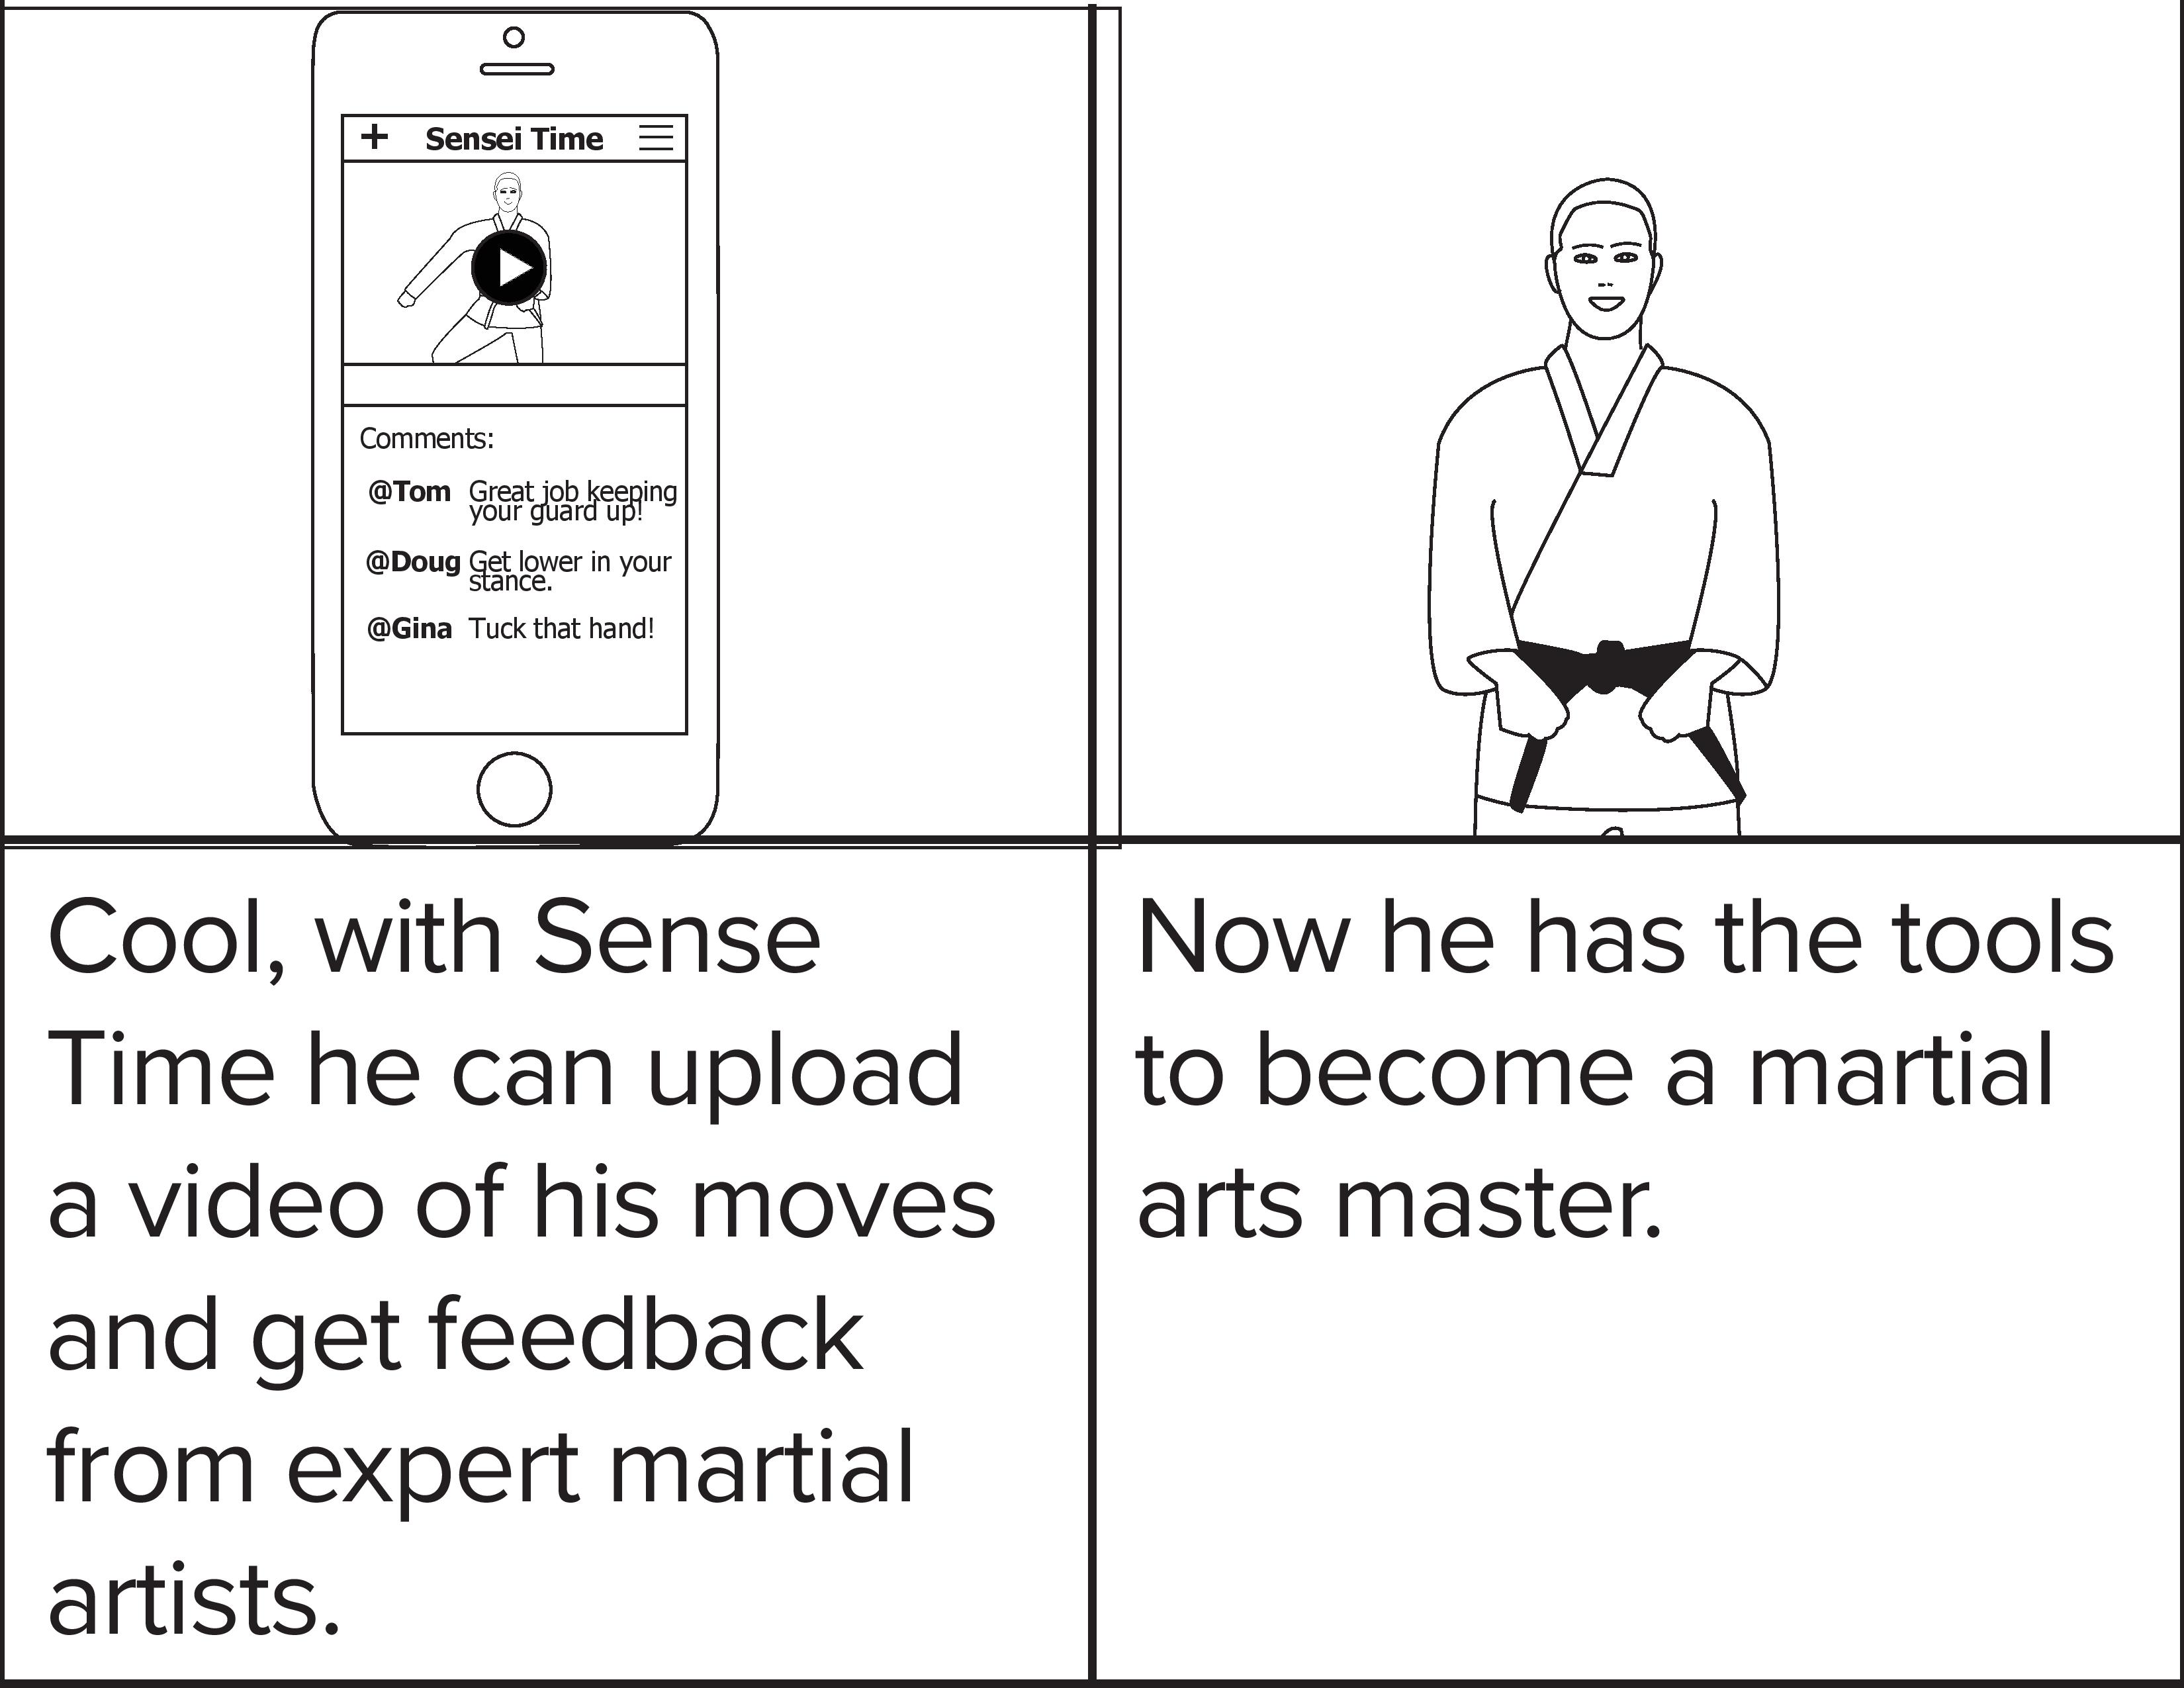 + Sensei Time
Comments:
@Tom Great job keeping
your guard up!
@Doug Get lower in your
stance.
@Gina Tuck that hand!
Cool, with Sense
Time he can upload
a video of his moves
and get feedback
from expert martial
artists.
Now he has the tools
to become a martial
arts master.